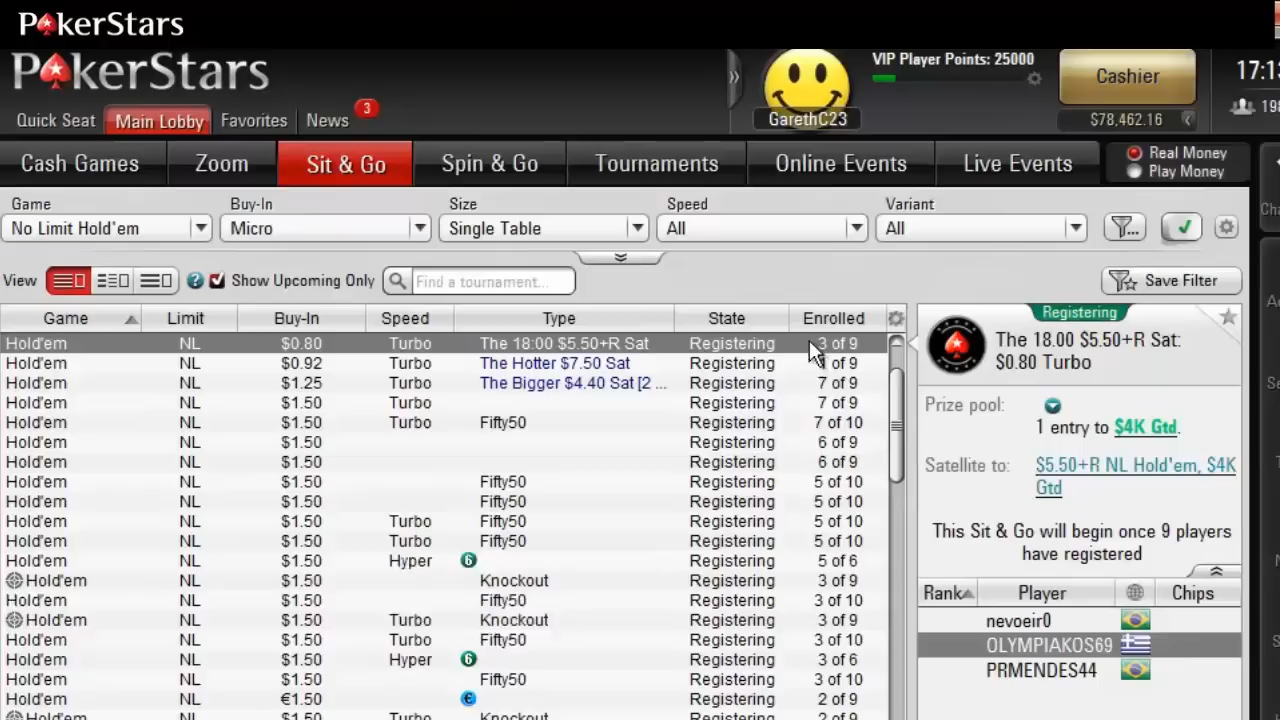 PokerStars
PokerStars
VIP Player Points: 25000
Cashier
17:13
Quick Seat Main Lobby Favorites News 3
GarethC23
$78,462.16
198
Cash Games Zoom Sit & Go Spin & Go Tournaments Online Events Live Events
Real Money
Play Money
Game Buy-In Size Speed Variant
No Limit Hold'em Micro Single Table All All
View ? Show Upcoming Only Find a tournament... Save Filter
Game Limit Buy-In Speed Type State Enrolled
Hold'em NL $0.80 Turbo The 18:00 $5.50+R Sat Registering 3 of 9
Hold'em NL $0.92 Turbo The Hotter $7.50 Sat Registering of 9
Hold'em NL $1.25 Turbo The Bigger $4.40 Sat [2 ... Registering 7 of 9
Hold'em NL $1.50 Turbo Registering 7 of 9
Hold'em NL $1.50 Turbo Fifty50 Registering 7 of 10
Hold'em NL $1.50 Registering 6 of 9
Hold'em NL $1.50 Registering 6 of 9
Hold'em NL $1.50 Fifty50 Registering 5 of 10
Hold'em NL $1.50 Fifty50 Registering 5 of 10
Hold'em NL $1.50 Turbo Fifty50 Registering 5 of 10
Hold'em NL $1.50 Turbo Fifty50 Registering 5 of 10
Hold'em NL $1.50 Hyper 6 Registering 5 of 6
Hold'em NL $1.50 Knockout Registering 3 of 9
Hold'em NL $1.50 Fifty50 Registering 3 of 10
Hold'em NL $1.50 Turbo Knockout Registering 3 of 9
Hold'em NL $1.50 Turbo Fifty50 Registering 3 of 10
Hold'em NL $1.50 Hyper 6 Registering 3 of 6
Hold'em NL $1.50 Fifty50 Registering 3 of 10
Hold'em NL €1.50 € Registering 2 of 9
Hold'em NL $1.50 Turbo Knockout Registering 2 of 9
Registering
The 18.00 $5.50+R Sat:
$0.80 Turbo
Prize pool:
1 entry to $4K Gtd.
Satellite to: $5.50+R NL Hold'em, $4K
Gtd
This Sit & Go will begin once 9 players
have registered
Rank Player Chips
nevoeir0
OLYMPIAKOS69
PRMENDES44